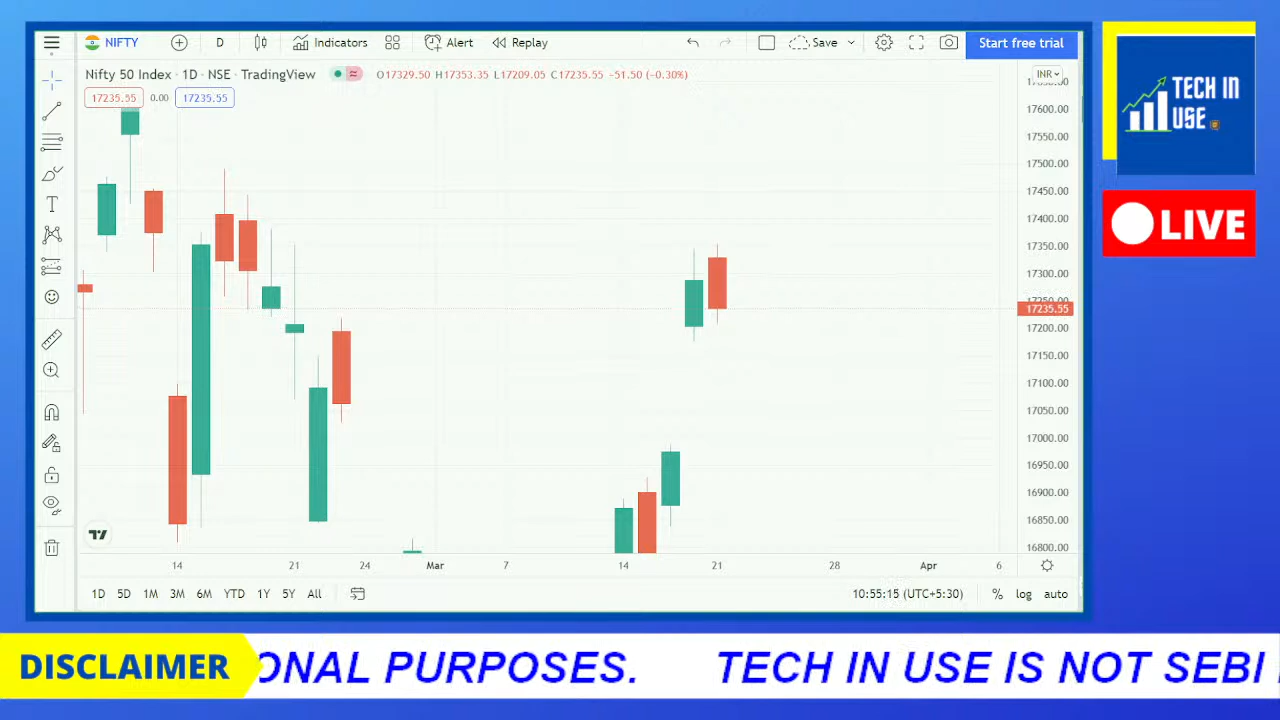 NIFTY D Indicators Alert Replay Save Start free trial
Nifty 50 Index · 1D · NSE · TradingView O17329.50 H17353.35 L17209.05 C17235.55 -51.50 (-0.30%)
INR
17235.55 0.00 17235.55
17600.00
17550.00
17500.00
17450.00
17400.00
17350.00
17300.00
17250.00
17235.55
17200.00
17150.00
17100.00
17050.00
17000.00
16950.00
16900.00
16850.00
16800.00
14 21 24 Mar 7 14 21 28 Apr 6
1D 5D 1M 3M 6M YTD 1Y 5Y All 10:55:15 (UTC+5:30) % log auto
TECH IN
USE
LIVE
DISCLAIMER
ONAL PURPOSES. TECH IN USE IS NOT SEBI